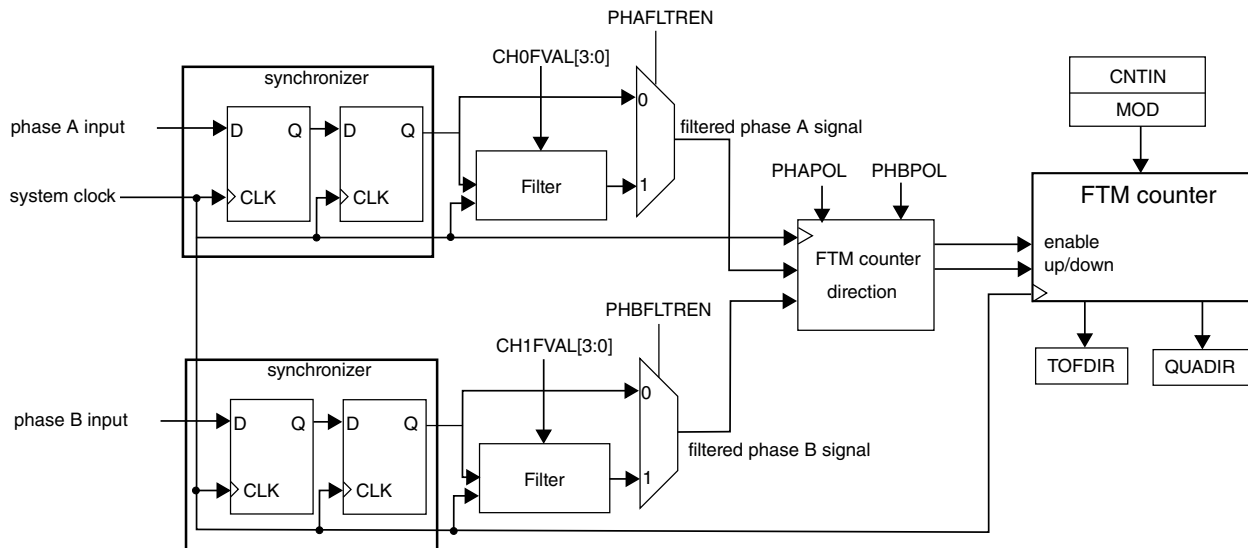 PHAFLTREN
CH0FVAL[3:0]
synchronizer
CNTIN
MOD
0
phase A input
D
Q
D
Q
filtered phase A signal
Filter
1
PHAPOL
PHBPOL
system clock
CLK
CLK
FTM counter
enable
up/down
FTM counter
direction
PHBFLTREN
CH1FVAL[3:0]
synchronizer
TOFDIR
QUADIR
0
phase B input
D
Q
D
Q
filtered phase B signal
Filter
1
CLK
CLK